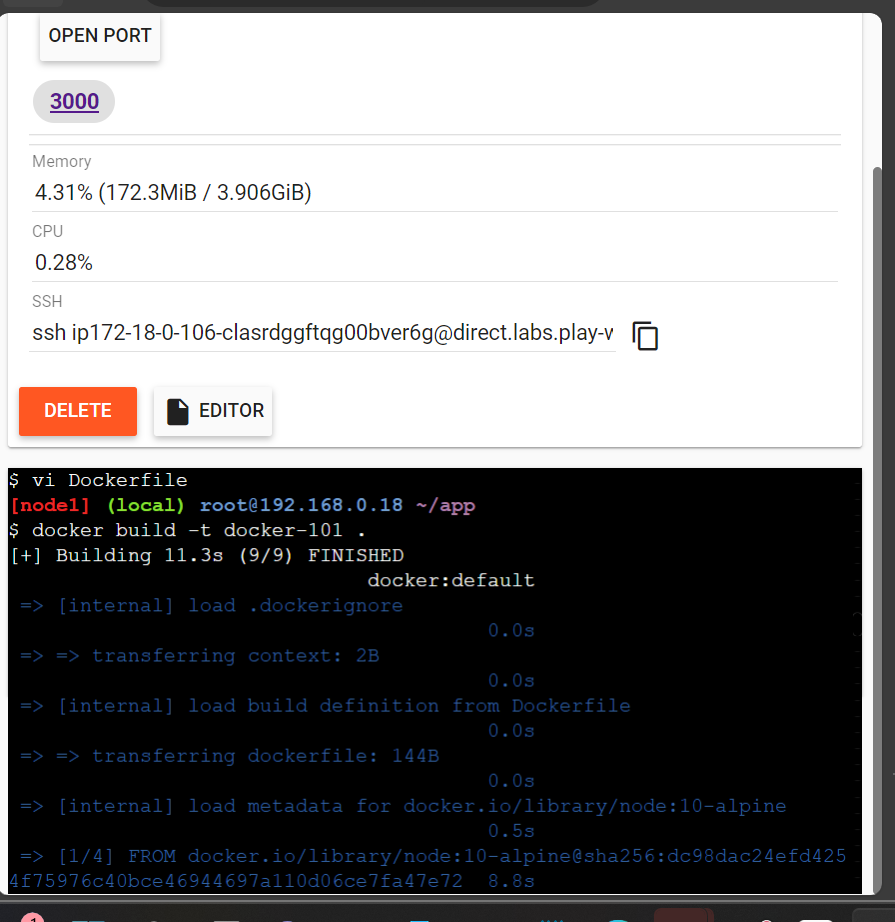 OPEN PORT
3000
Memory
4.31% (172.3MiB / 3.906GiB)
CPU
0.28%
SSH
ssh ip172-18-0-106-clasrdggftqg00bver6g@direct.labs.play-w
DELETE
EDITOR
$ vi Dockerfile
[node1] (local) root@192.168.0.18 ~/app
$ docker build -t docker-101 .
[+] Building 11.3s (9/9) FINISHED
docker:default
=> [internal] load .dockerignore
0.0s
=> => transferring context: 2B
0.0s
=> [internal] load build definition from Dockerfile
0.0s
=> => transferring dockerfile: 144B
0.0s
=> [internal] load metadata for docker.io/library/node:10-alpine
0.5s
=> [1/4] FROM docker.io/library/node:10-alpine@sha256:dc98dac24efd425
4f75976c40bce46944697a110d06ce7fa47e72 8.8s
1